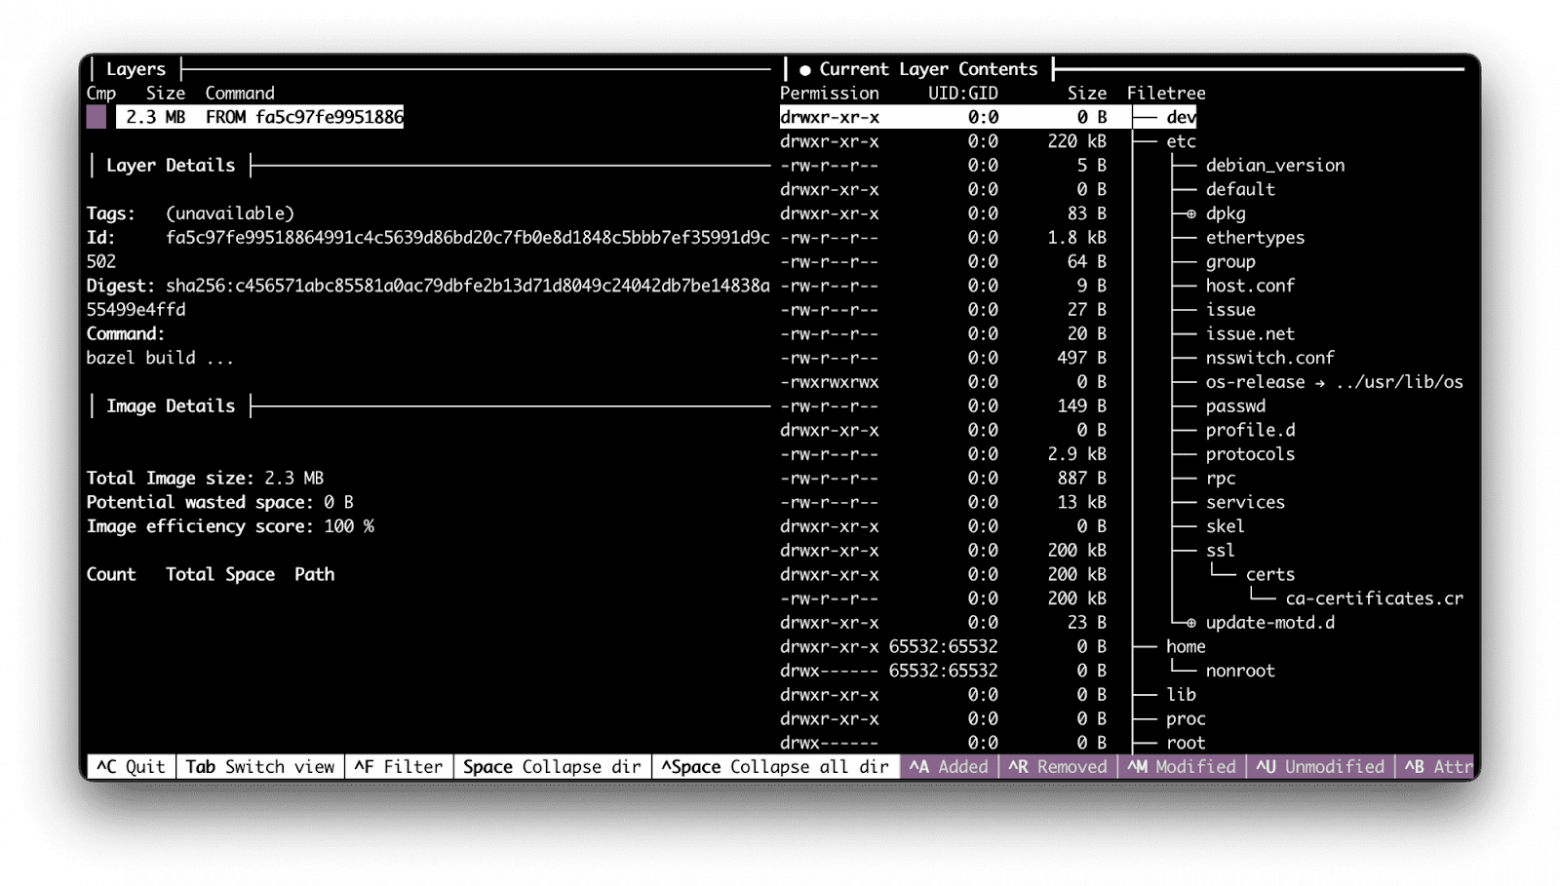 Layers
Cmp Size Command
2.3 MB FROM fa5c97fe9951886
Layer Details
Tags: (unavailable)
Id: fa5c97fe99518864991c4c5639d86bd20c7fb0e8d1848c5bbb7ef35991d9c
502
Digest: sha256:c456571abc85581a0ac79dbfe2b13d71d8049c24042db7be14838a
55499e4ffd
Command:
bazel build ...
Image Details
Total Image size: 2.3 MB
Potential wasted space: 0 B
Image efficiency score: 100 %
Count Total Space Path
● Current Layer Contents
Permission UID:GID Size Filetree
drwxr-xr-x 0:0 0 B ├── dev
drwxr-xr-x 0:0 220 kB ├── etc
-rw-r--r-- 0:0 5 B │ ├── debian_version
drwxr-xr-x 0:0 0 B │ ├── default
drwxr-xr-x 0:0 83 B │ ├─⊕ dpkg
-rw-r--r-- 0:0 1.8 kB │ ├── ethertypes
-rw-r--r-- 0:0 64 B │ ├── group
-rw-r--r-- 0:0 9 B │ ├── host.conf
-rw-r--r-- 0:0 27 B │ ├── issue
-rw-r--r-- 0:0 20 B │ ├── issue.net
-rw-r--r-- 0:0 497 B │ ├── nsswitch.conf
-rwxrwxrwx 0:0 0 B │ ├── os-release → ../usr/lib/os
-rw-r--r-- 0:0 149 B │ ├── passwd
drwxr-xr-x 0:0 0 B │ ├── profile.d
-rw-r--r-- 0:0 2.9 kB │ ├── protocols
-rw-r--r-- 0:0 887 B │ ├── rpc
-rw-r--r-- 0:0 13 kB │ ├── services
drwxr-xr-x 0:0 0 B │ ├── skel
drwxr-xr-x 0:0 200 kB │ ├── ssl
drwxr-xr-x 0:0 200 kB │ │ └── certs
-rw-r--r-- 0:0 200 kB │ │ └── ca-certificates.cr
drwxr-xr-x 0:0 23 B │ └─⊕ update-motd.d
drwxr-xr-x 65532:65532 0 B ├── home
drwx------ 65532:65532 0 B │ └── nonroot
drwxr-xr-x 0:0 0 B ├── lib
drwxr-xr-x 0:0 0 B ├── proc
drwx------ 0:0 0 B ├── root
^C Quit Tab Switch view ^F Filter Space Collapse dir ^Space Collapse all dir ^A Added ^R Removed ^M Modified ^U Unmodified ^B Attr